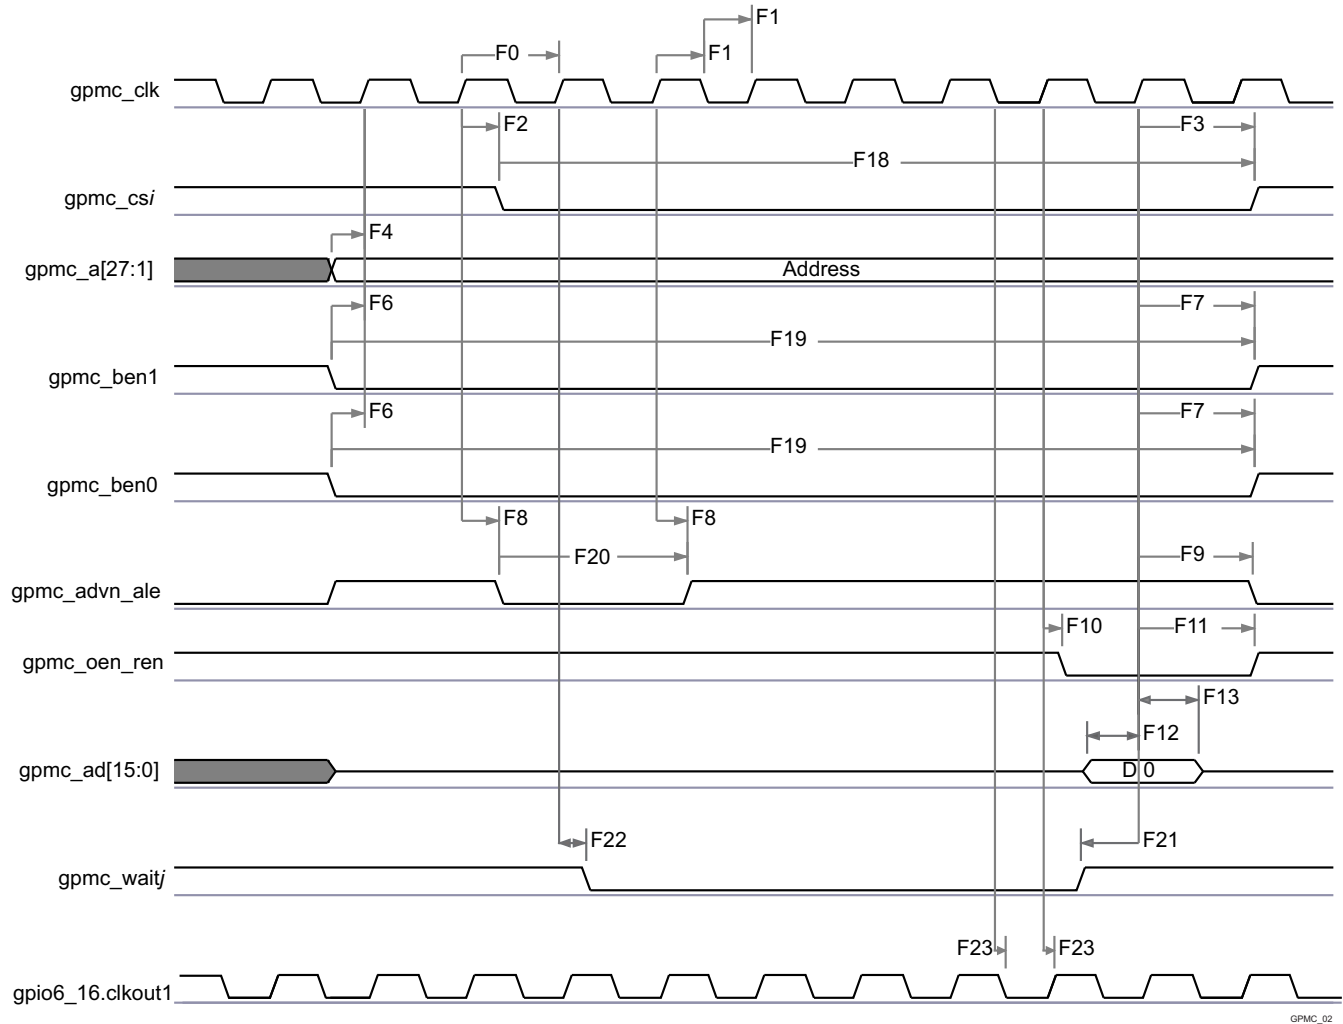 F1
F0
F1
gpmc_clk
F2
F3
F18
gpmc_csi
F4
gpmc_a[27:1]
Address
F6
F7
F19
gpmc_ben1
F6
F7
F19
gpmc_ben0
F8
F8
F20
F9
gpmc_advn_ale
F10
F11
gpmc_oen_ren
F13
F12
gpmc_ad[15:0]
D 0
F22
F21
gpmc_waitj
F23
F23
gpio6_16.clkout1
GPMC_02